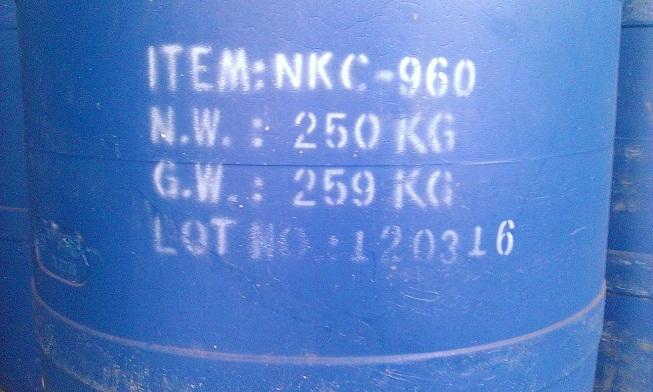 ITEM:NKC-960
N.W.: 250 KG
G.W.: 259 KG
LOT NO.:120316